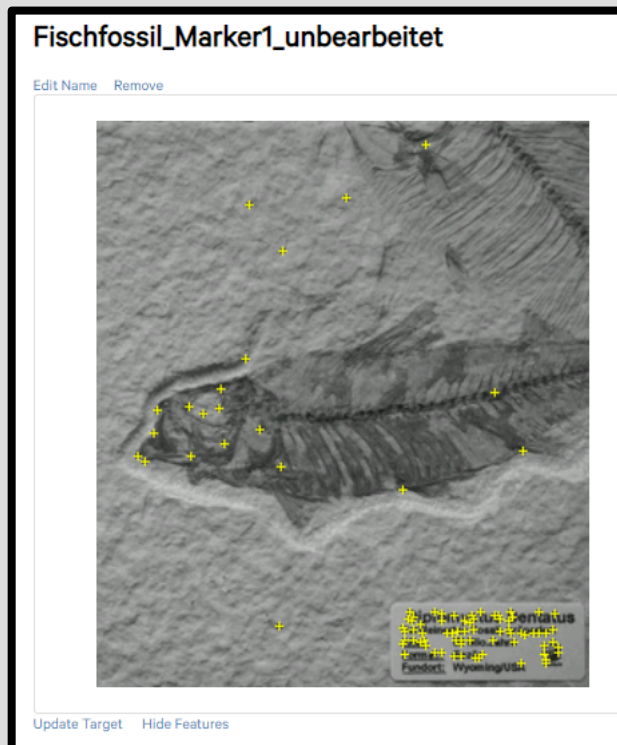 Fischfossil_Marker1_unbearbeitet
Edit Name Remove
Fundort: Wyoming/USA
Update Target Hide Features